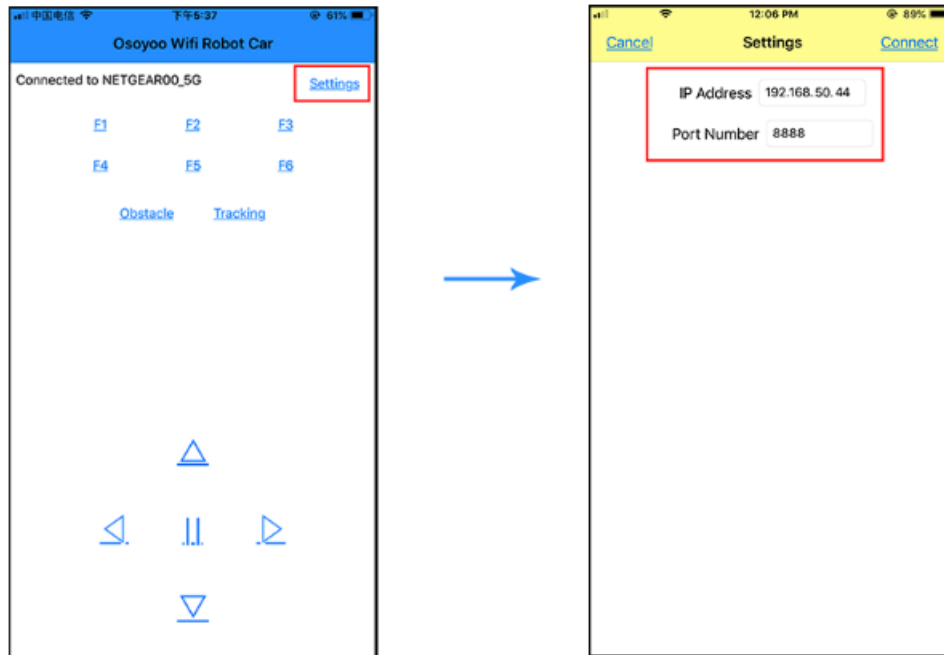 中国电信 下午5:37 61%
Osoyoo Wifi Robot Car
Connected to NETGEAR00_5G Settings
F1 F2 F3
F4 F5 F6
Obstacle Tracking
12:06 PM 89%
Cancel Settings Connect
IP Address 192.168.50.44
Port Number 8888